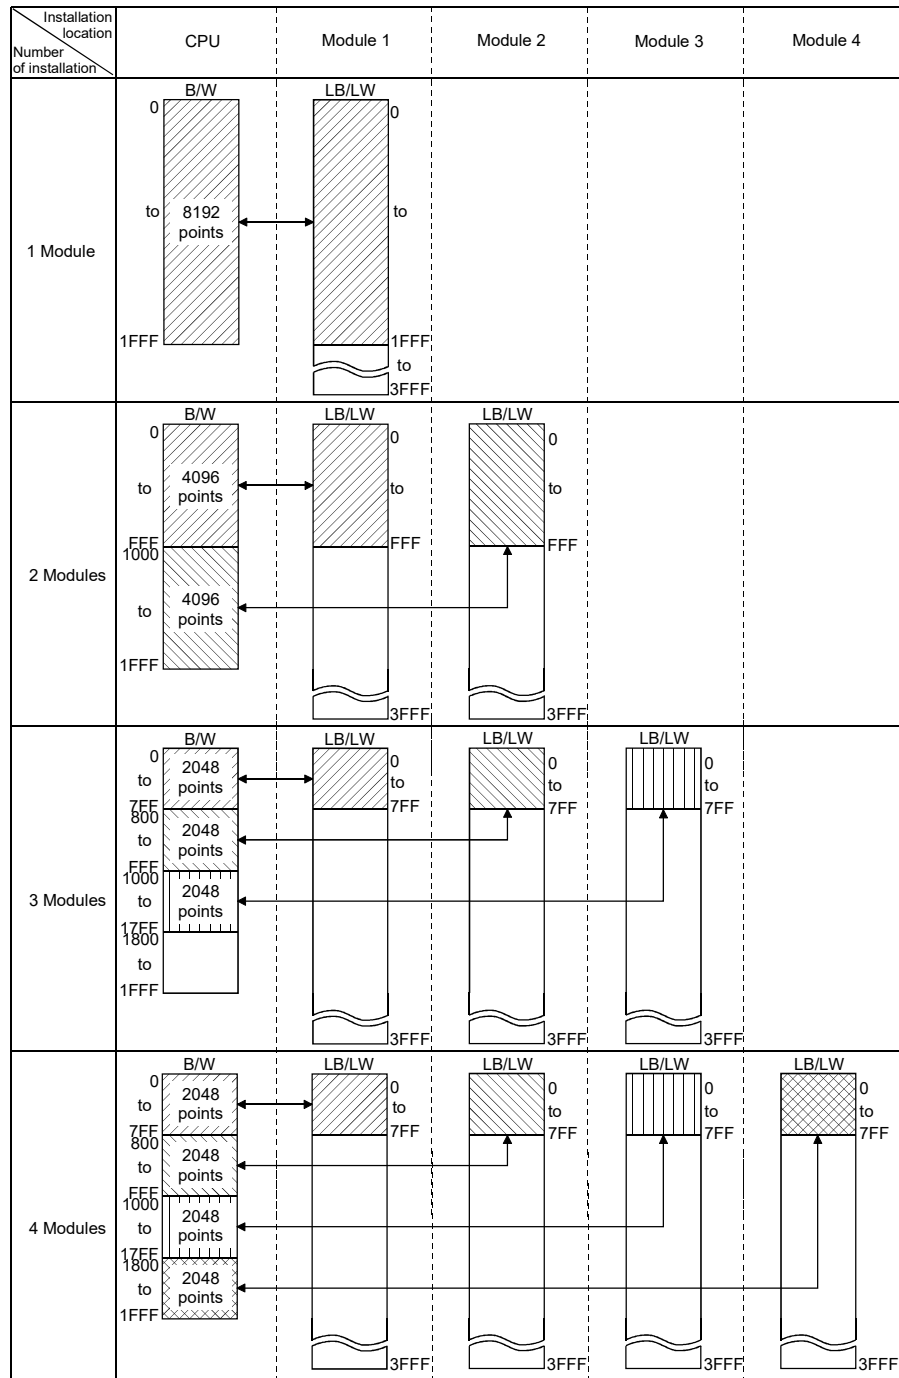 Installation
location
Number
of installation
CPU
Module 1
Module 2
Module 3
Module 4
1 Module
B/W
LB/LW
0
0
to
8192
points
to
1FFF
1FFF
to
3FFF
2 Modules
B/W
LB/LW
LB/LW
0
0
0
to
4096
points
to
to
FFF
FFF
FFF
1000
to
4096
points
1FFF
3FFF
3FFF
3 Modules
B/W
LB/LW
LB/LW
LB/LW
0
0
0
0
to
2048
points
to
to
to
7FF
7FF
7FF
7FF
800
to
2048
points
FFF
1000
to
2048
points
17FF
1800
to
1FFF
3FFF
3FFF
3FFF
4 Modules
B/W
LB/LW
LB/LW
LB/LW
LB/LW
0
0
0
0
0
to
2048
points
to
to
to
to
7FF
7FF
7FF
7FF
7FF
800
to
2048
points
FFF
1000
to
2048
points
17FF
1800
to
2048
points
1FFF
3FFF
3FFF
3FFF
3FFF